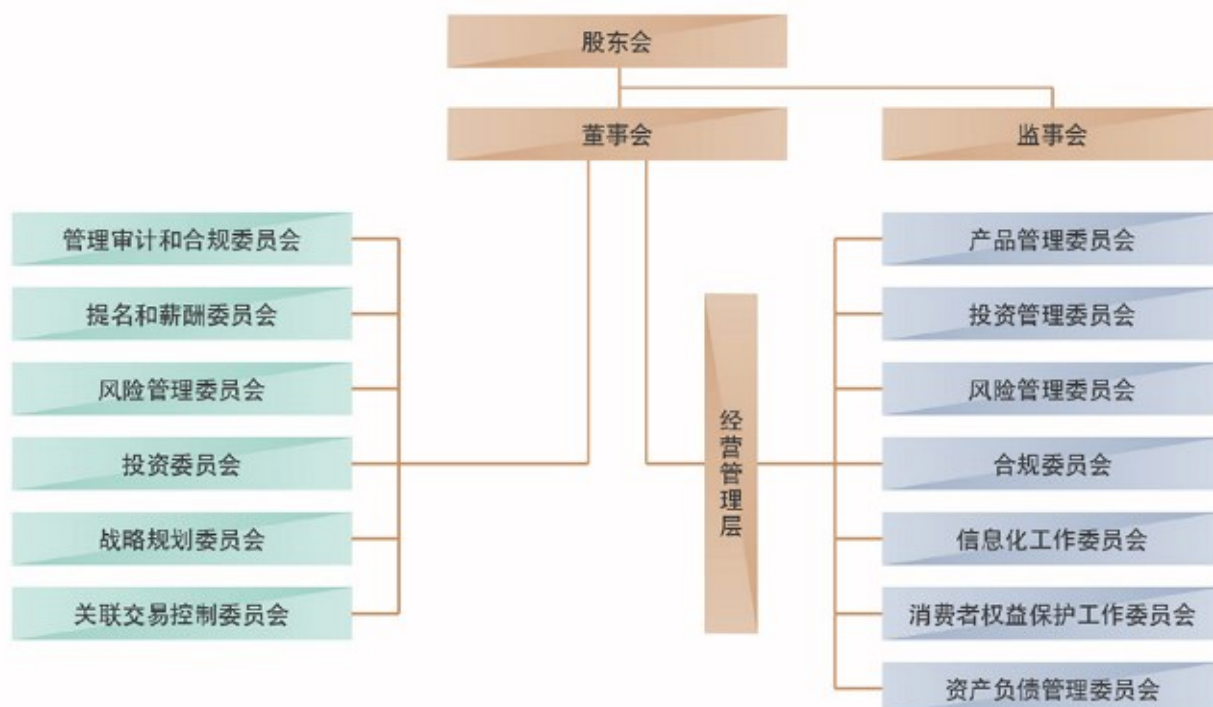 股东会
董事会
监事会
管理审计和合规委员会
提名和薪酬委员会
风险管理委员会
投资委员会
战略规划委员会
关联交易控制委员会
经营管理层
产品管理委员会
投资管理委员会
风险管理委员会
合规委员会
信息化工作委员会
消费者权益保护工作委员会
资产负债管理委员会